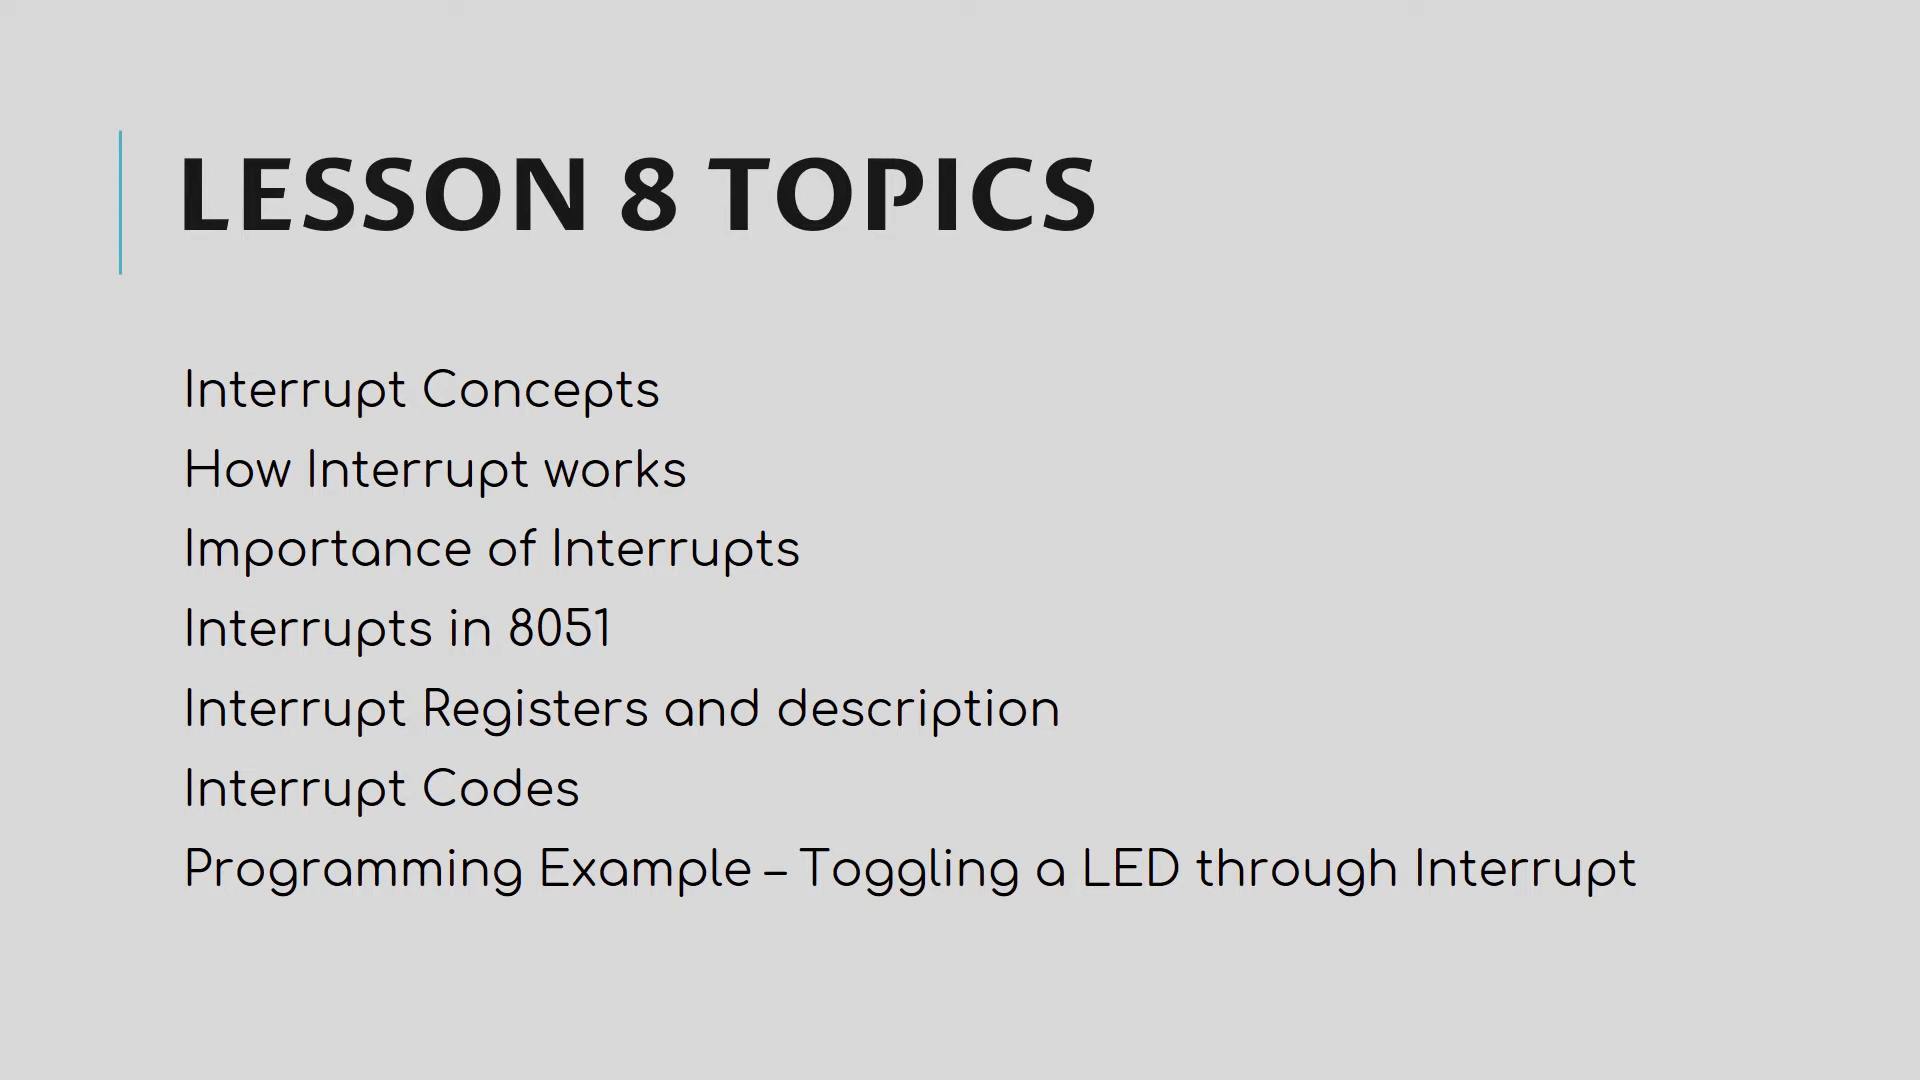 LESSON 8 TOPICS
Interrupt Concepts
How Interrupt works
Importance of Interrupts
Interrupts in 8051
Interrupt Registers and description
Interrupt Codes
Programming Example – Toggling a LED through Interrupt